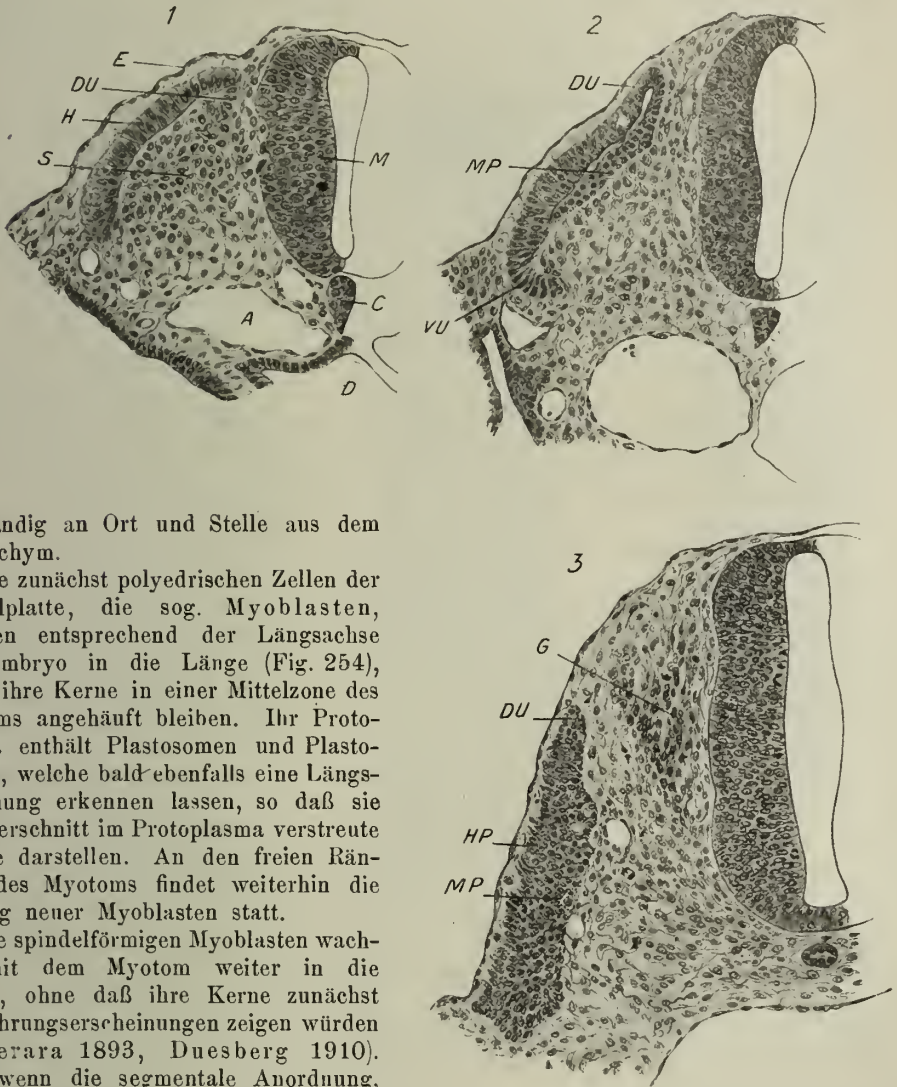 1
E
DU
H
S
M
A
C
D
2
DU
MP
VU
ändig an Ort und Stelle aus dem
chym.
e zunächst polyedrischen Zellen der
lplatte, die sog. Myoblasten,
en entsprechend der Längsachse
mbryo in die Länge (Fig. 254),
ihre Kerne in einer Mittelzone des
ms angehäuft bleiben. Ihr Proto-
enthält Plastosomen und Plasto-
, welche bald ebenfalls eine Längs-
nung erkennen lassen, so daß sie
erschnitt im Protoplasma verstreute
e darstellen. An den freien Rän-
des Myotoms findet weiterhin die
g neuer Myoblasten statt.
e spindelförmigen Myoblasten wach-
it dem Myotom weiter in die
, ohne daß ihre Kerne zunächst
hrungserscheinungen zeigen würden
erara 1893, Duesberg 1910).
wenn die segmentale Anordnung,
3
G
DU
HP
MP